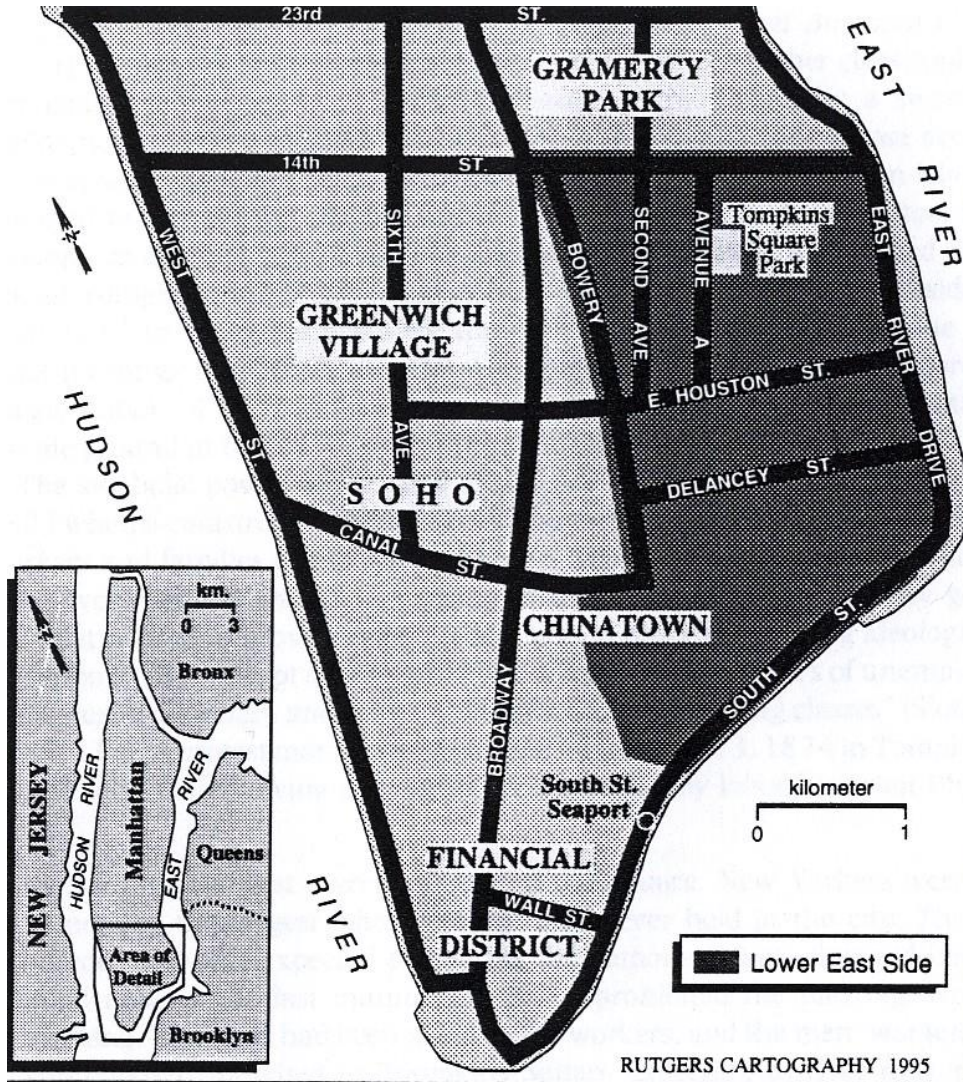 23rd ST.
EAST RIVER
GRAMERCY
PARK
14th ST.
WEST ST.
SIXTH AVE
BOWERY
SECOND AVE
AVENUE A
Tompkins
Square
Park
EAST RIVER DRIVE
GREENWICH
VILLAGE
E. HOUSTON ST.
HUDSON RIVER
SOHO
DELANCEY ST.
CANAL ST.
CHINATOWN
SOUTH ST.
BROADWAY
South St.
Seaport
kilometer
0 1
FINANCIAL
DISTRICT
WALL ST.
Lower East Side
RUTGERS CARTOGRAPHY 1995
N
N
km.
0 3
Bronx
NEW JERSEY
HUDSON RIVER
Manhattan
EAST RIVER
Queens
Area of
Detail
Brooklyn